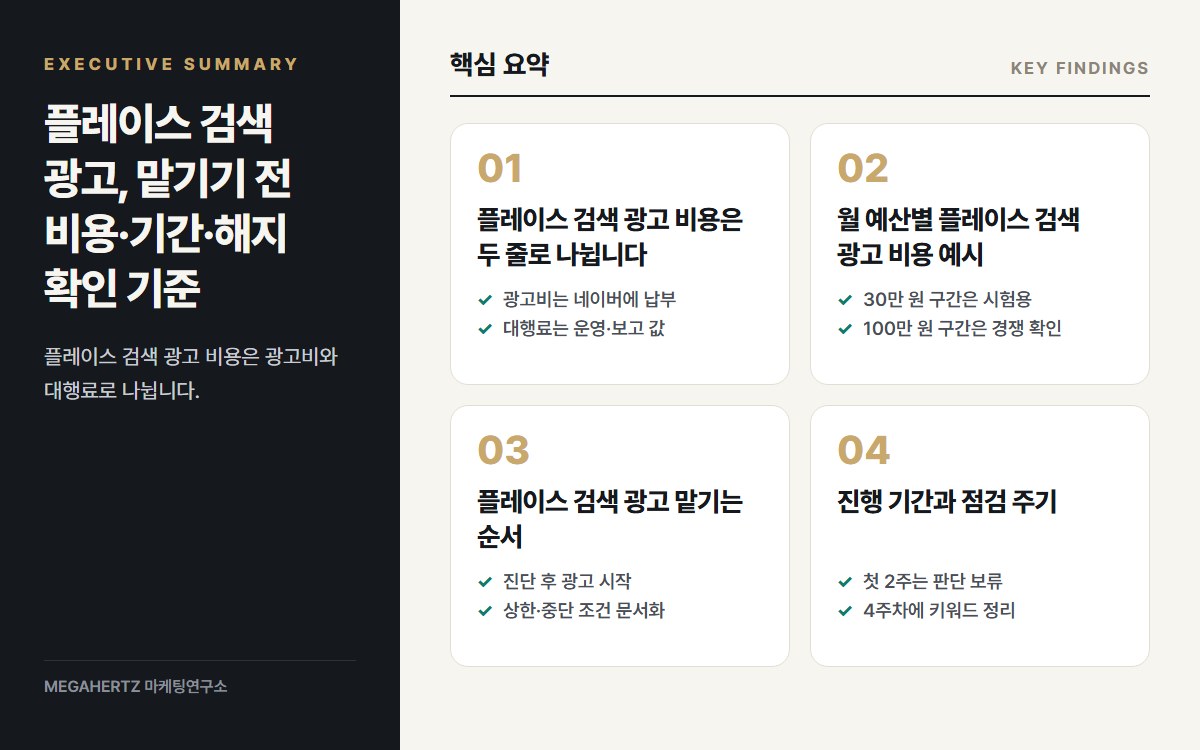 EXECUTIVE SUMMARY
플레이스 검색
광고, 맡기기 전
비용·기간·해지
확인 기준
플레이스 검색 광고 비용은 광고비와
대행료로 나뉩니다.
MEGAHERTZ 마케팅연구소
핵심 요약
KEY FINDINGS
01
플레이스 검색 광고 비용은
두 줄로 나뉩니다
광고비는 네이버에 납부
대행료는 운영·보고 값
02
월 예산별 플레이스 검색
광고 비용 예시
30만 원 구간은 시험용
100만 원 구간은 경쟁 확인
03
플레이스 검색 광고 맡기는
순서
진단 후 광고 시작
상한·중단 조건 문서화
04
진행 기간과 점검 주기
첫 2주는 판단 보류
4주차에 키워드 정리